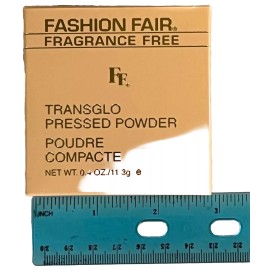 FASHION FAIR®
FRAGRANCE FREE
FF
TRANSGLO
PRESSED POWDER
POUDRE
COMPACTE
NET WT. 0.4 OZ./11.3g e
INCH 1 2 3